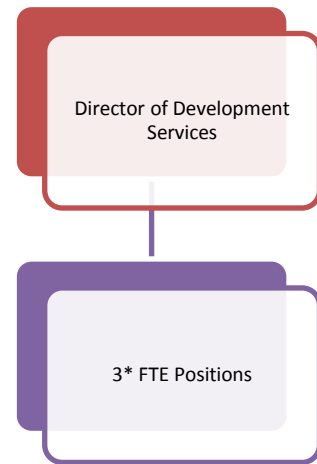 Director of Development
Services
3* FTE Positions